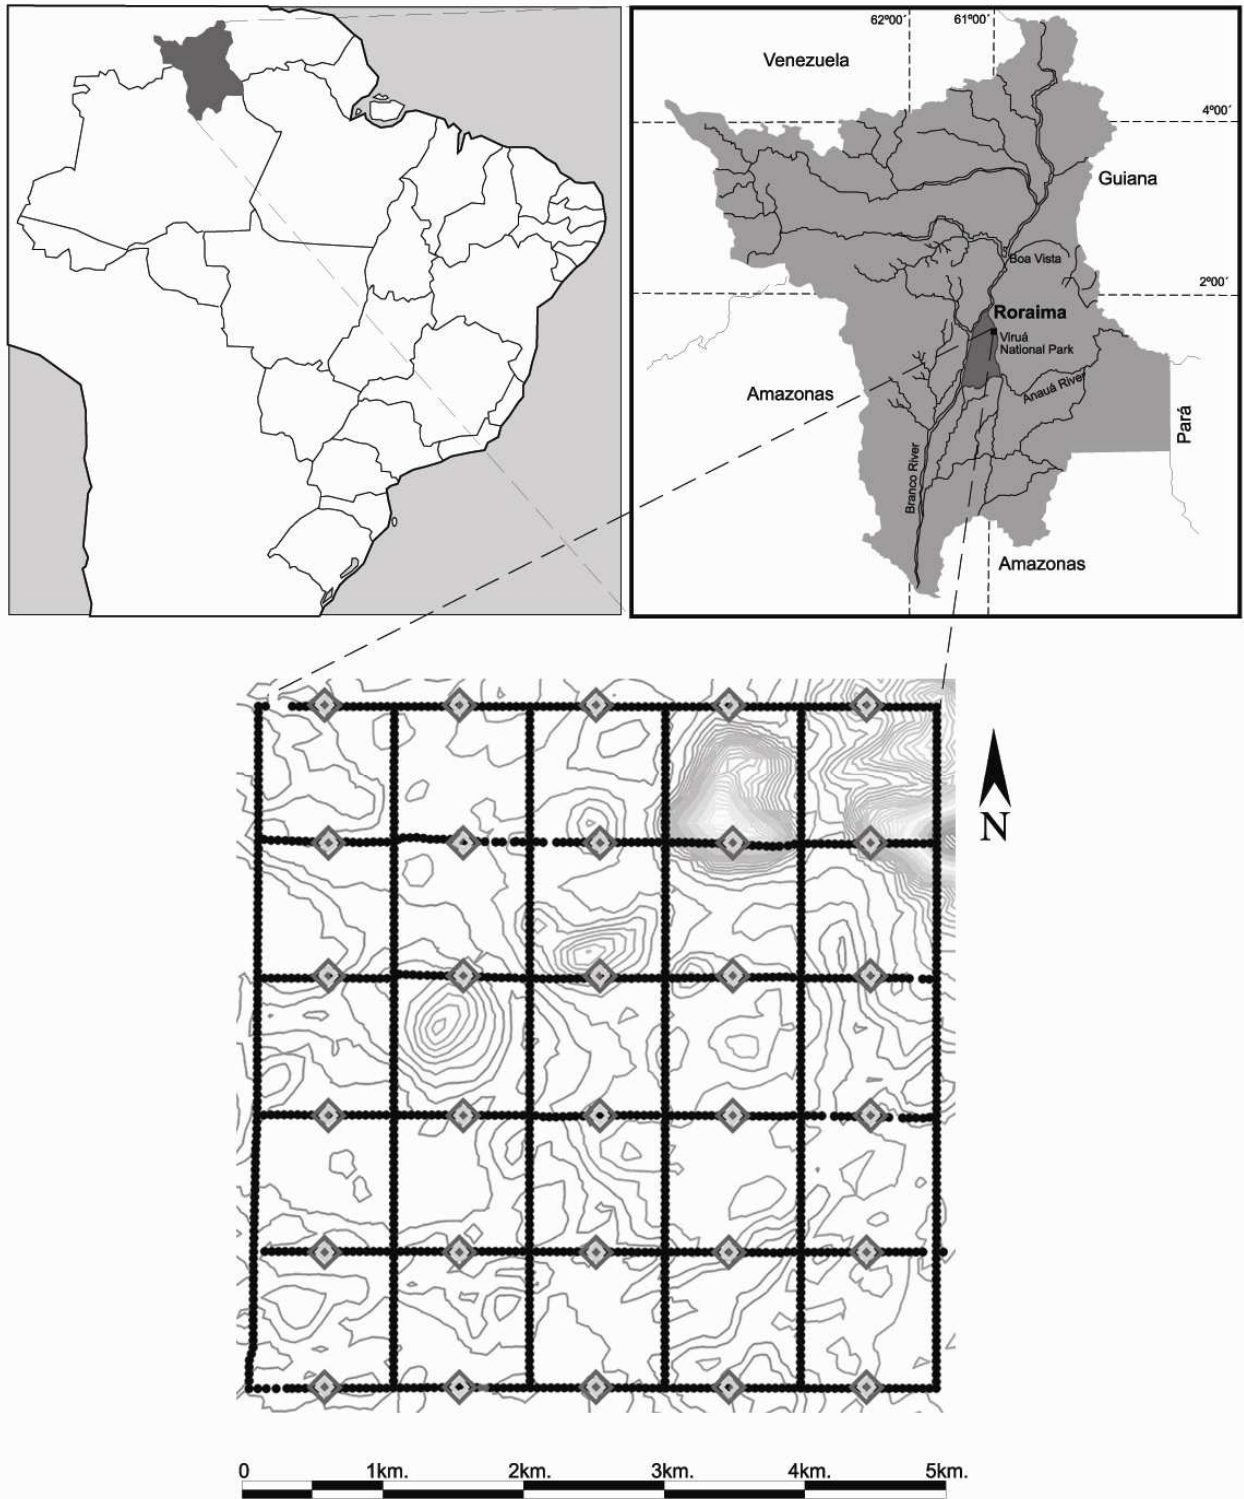 62º00´
61º00´
Venezuela
4º00´
Guiana
Boa Vista
2º00´
Roraima
Viruá
National Park
Amazonas
Anauá River
Pará
Branco River
Amazonas
N
0
1km.
2km.
3km.
4km.
5km.